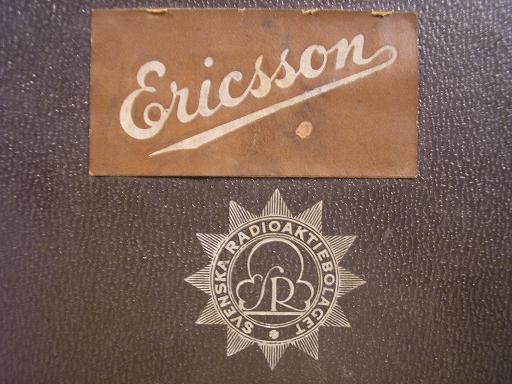 Ericsson
SVENSKA RADIOAKTIEBOLAGET
SR